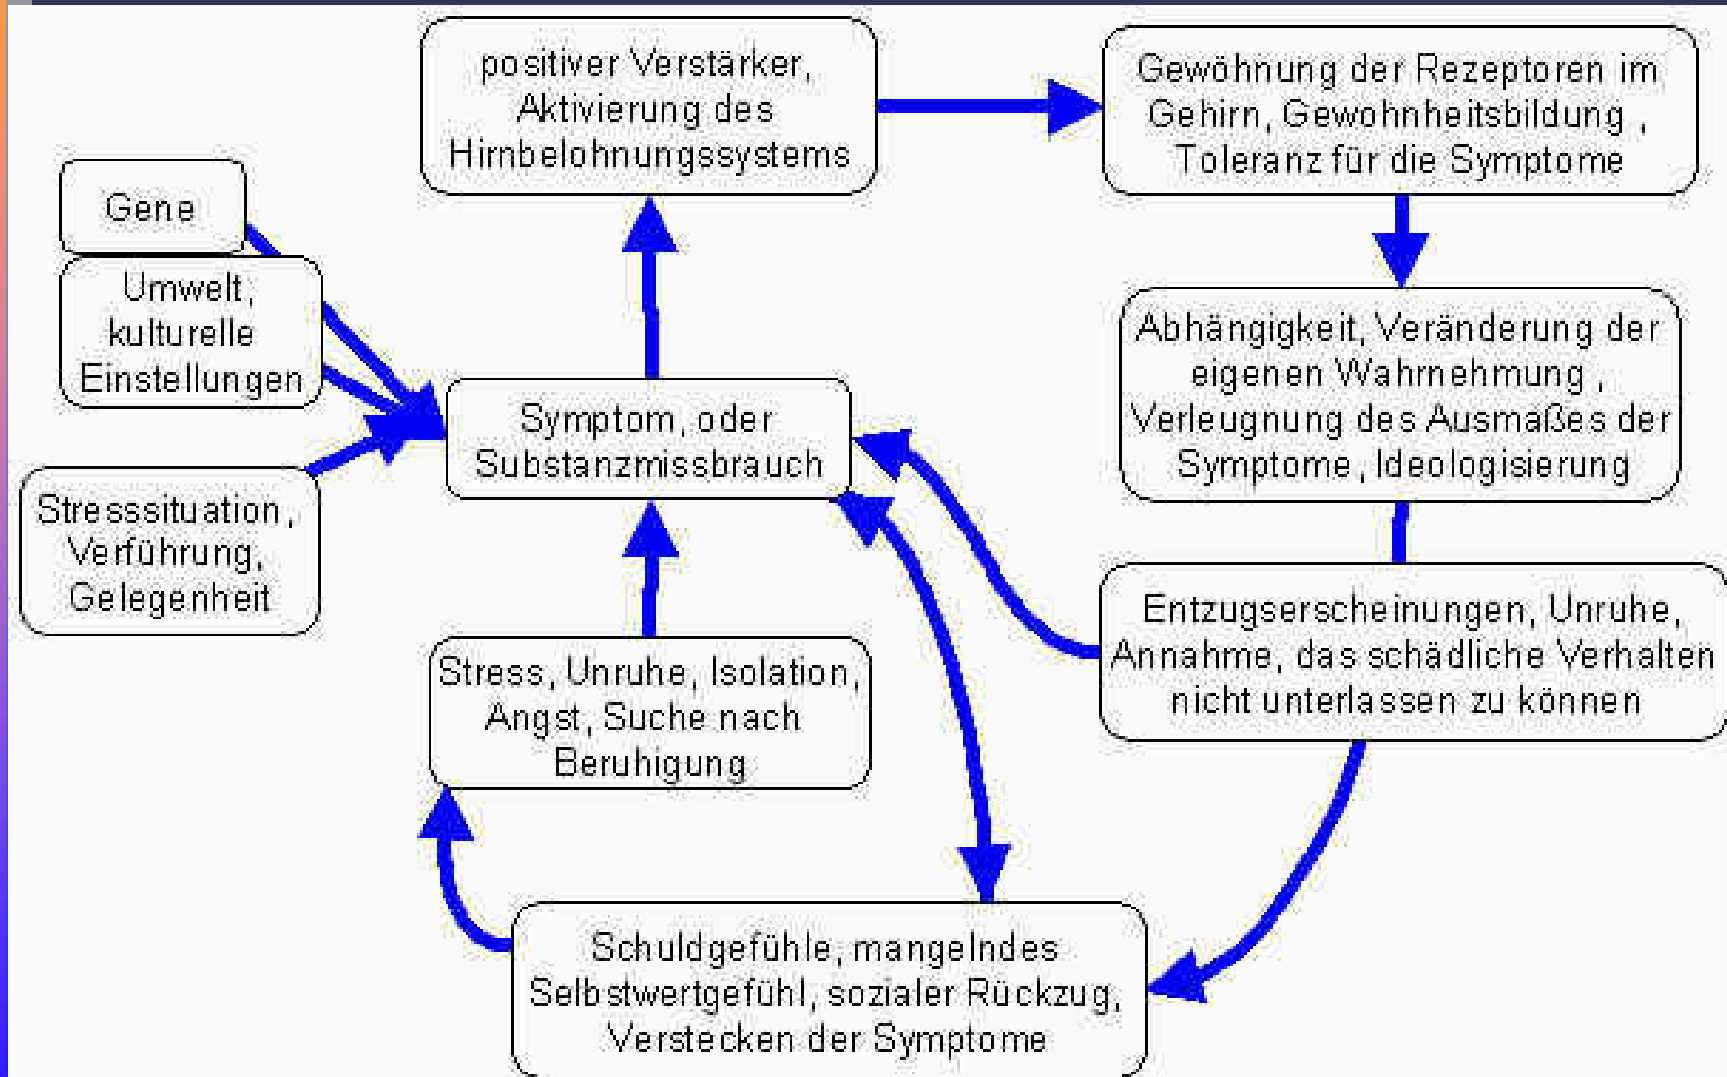 positiver Verstärker,
Aktivierung des
Hirnbelohnungssystems
Gewöhnung der Rezeptoren im
Gehirn, Gewohnheitsbildung ,
Toleranz für die Symptome
Gene
Umwelt,
kulturelle
Einstellungen
Abhängigkeit, Veränderung der
eigenen Wahrnehmung ,
Verleugnung des Ausmaßes der
Symptome, Ideologisierung
Symptom, oder
Substanzmissbrauch
Stresssituation,
Verführung,
Gelegenheit
Entzugserscheinungen, Unruhe,
Annahme, das schädliche Verhalten
nicht unterlassen zu können
Stress, Unruhe, Isolation,
Angst, Suche nach
Beruhigung
Schuldgefühle, mangelndes
Selbstwertgefühl, sozialer Rückzug,
Verstecken der Symptome